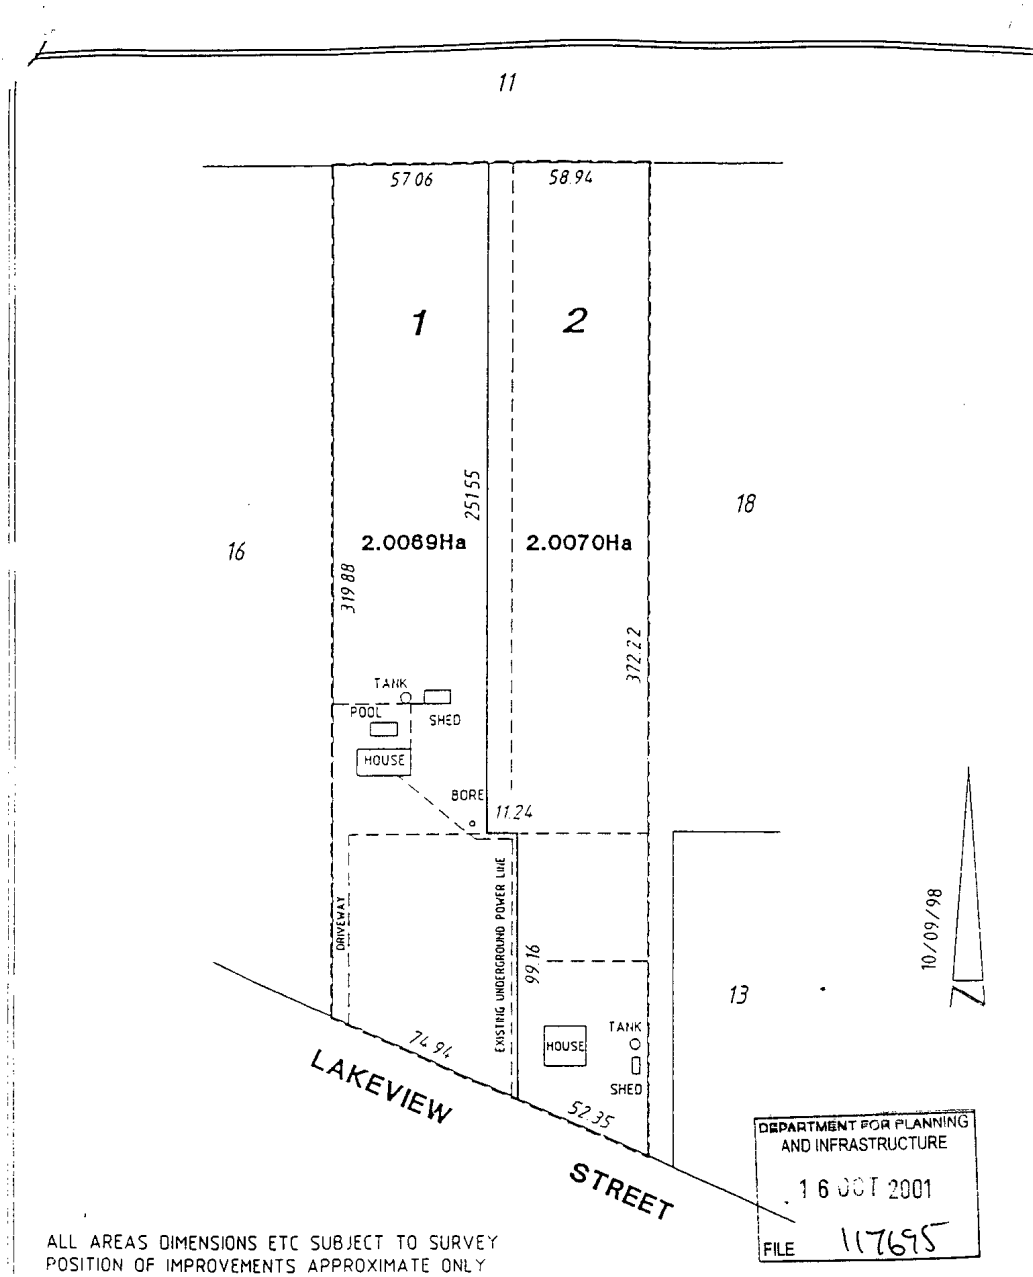 11
57.06
58.94
1
2
251.55
18
2.0069Ha
2.0070Ha
16
319.88
372.22
TANK
POOL
SHED
HOUSE
BORE
11.24
10/09/98
DRIVEWAY
EXISTING UNDERGROUND POWER LINE
99.16
13
Z
TANK
HOUSE
74.94
SHED
LAKEVIEW
52.35
STREET
DEPARTMENT FOR PLANNING
AND INFRASTRUCTURE
16 OCT 2001
FILE 117695
ALL AREAS DIMENSIONS ETC SUBJECT TO SURVEY
POSITION OF IMPROVEMENTS APPROXIMATE ONLY